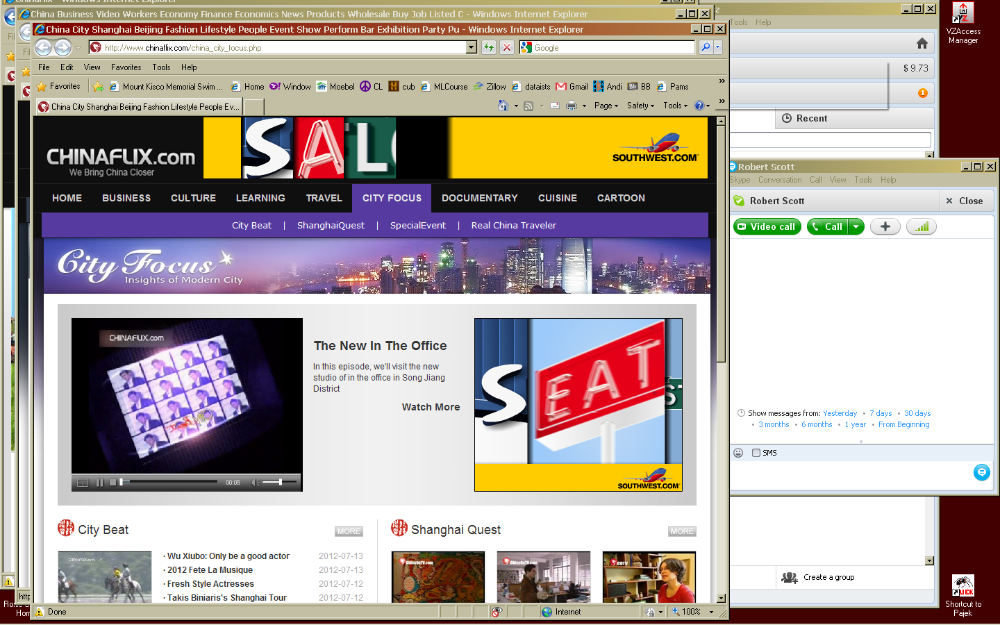 ChinaFlix - Windows Internet Explorer
China Business Video Workers Economy Finance Economics News Products Wholesale Buy Job Listed C - Windows Internet Explorer
China City Shanghai Beijing Fashion Lifestyle People Event Show Perform Bar Exhibition Party Pu - Windows Internet Explorer
http://www.chinaflix.com/china_city_focus.php
Google
File Edit View Favorites Tools Help
Favorites
Mount Kisco Memorial Swim ...
Home
Window
Moebel
CL
cub
MLCourse
Zillow
dataists
Gmail
Andi
BB
Pams
China City Shanghai Beijing Fashion Lifestyle People Ev...
Page
Safety
Tools
CHINAFLIX.com
We Bring China Closer
SAL
SOUTHWEST.COM
HOME BUSINESS CULTURE LEARNING TRAVEL CITY FOCUS DOCUMENTARY CUISINE CARTOON
City Beat | ShanghaiQuest | SpecialEvent | Real China Traveler
City Focus
Insights of Modern City
CHINAFLIX.com
00:05
The New In The Office
In this episode, we'll visit the new
studio of in the office in Song Jiang
District
Watch More
SEAT
SOUTHWEST.COM
City Beat
MORE
· Wu Xiubo: Only be a good actor 2012-07-13
· 2012 Fete La Musique 2012-07-13
· Fresh Style Actresses 2012-07-12
· Takis Biniaris's Shanghai Tour 2012-07-12
CHINAFLIX.com
Shanghai Quest
MORE
Done
Internet
100%
Tools Help
$ 9.73
1
Recent
Robert Scott
Skype Conversation Call View Tools Help
Robert Scott
Close
Video call
Call
Show messages from: Yesterday • 7 days • 30 days
• 3 months • 6 months • 1 year • From Beginning
SMS
Create a group
VZAccess
Manager
Shortcut to
Pajek